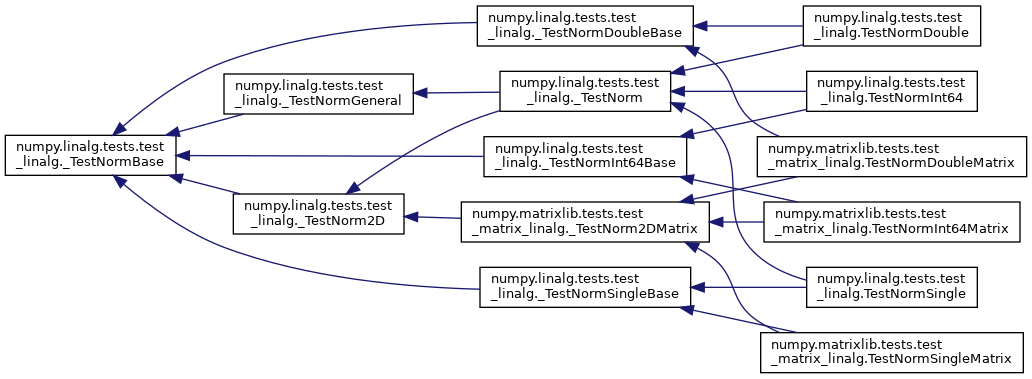 numpy.linalg.tests.test
_linalg._TestNormBase
numpy.linalg.tests.test
_linalg._TestNormDoubleBase
numpy.linalg.tests.test
_linalg._TestNormGeneral
numpy.linalg.tests.test
_linalg._TestNormInt64Base
numpy.linalg.tests.test
_linalg._TestNorm2D
numpy.linalg.tests.test
_linalg._TestNormSingleBase
numpy.linalg.tests.test
_linalg._TestNorm
numpy.matrixlib.tests.test
_matrix_linalg._TestNorm2DMatrix
numpy.linalg.tests.test
_linalg.TestNormDouble
numpy.linalg.tests.test
_linalg.TestNormInt64
numpy.matrixlib.tests.test
_matrix_linalg.TestNormDoubleMatrix
numpy.matrixlib.tests.test
_matrix_linalg.TestNormInt64Matrix
numpy.linalg.tests.test
_linalg.TestNormSingle
numpy.matrixlib.tests.test
_matrix_linalg.TestNormSingleMatrix